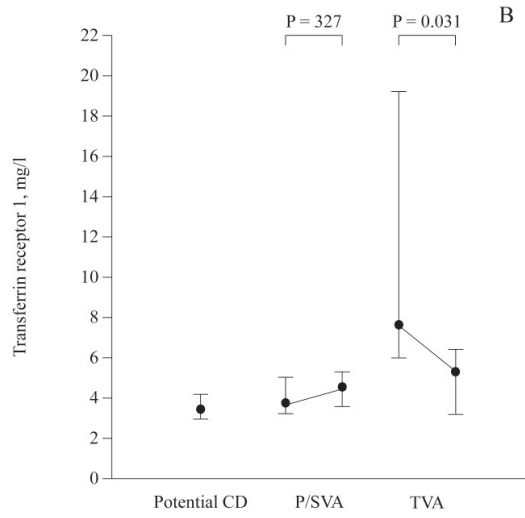 P = 327
P = 0.031
B
22
20
18
16
14
12
10
8
6
4
2
0
Transferrin receptor 1, mg/l
Potential CD
P/SVA
TVA